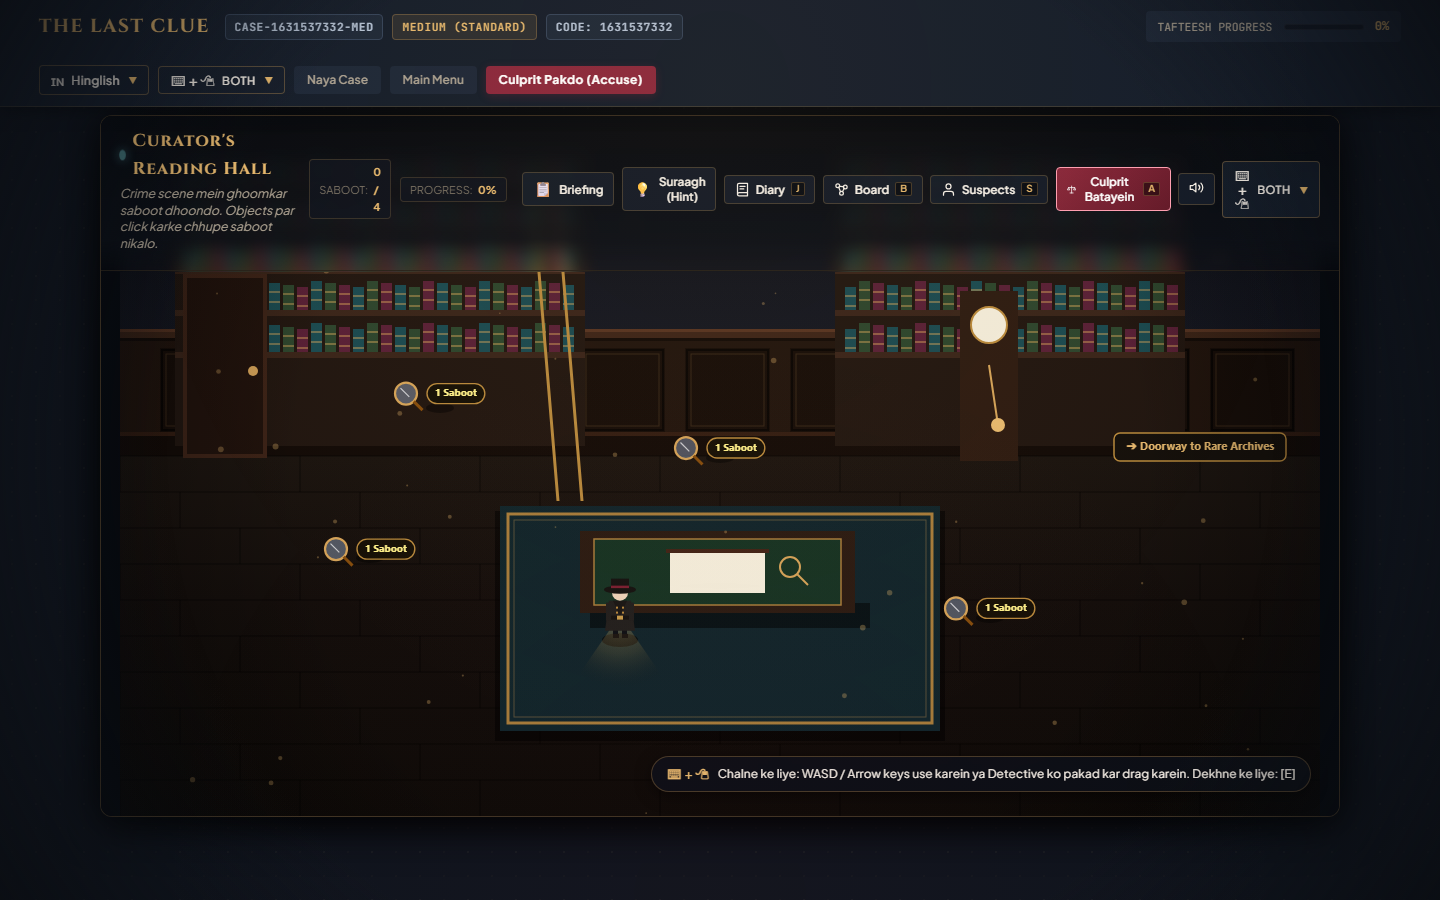 THE LAST CLUE
CASE-1631537332-MED
MEDIUM (STANDARD)
CODE: 1631537332
TAFTEESH PROGRESS
0%
IN Hinglish
+ BOTH
Naya Case
Main Menu
Culprit Pakdo (Accuse)
CURATOR'S
READING HALL
Crime scene mein ghoomkar
saboot dhoondo. Objects par
click karke chhupe saboot
nikalo.
SABOOT: 0 / 4
PROGRESS: 0%
Briefing
Suraagh
(Hint)
Diary J
Board B
Suspects S
Culprit
Batayein A
+ BOTH
1 Saboot
1 Saboot
➔ Doorway to Rare Archives
1 Saboot
1 Saboot
+ Chalne ke liye: WASD / Arrow keys use karein ya Detective ko pakad kar drag karein. Dekhne ke liye: [E]